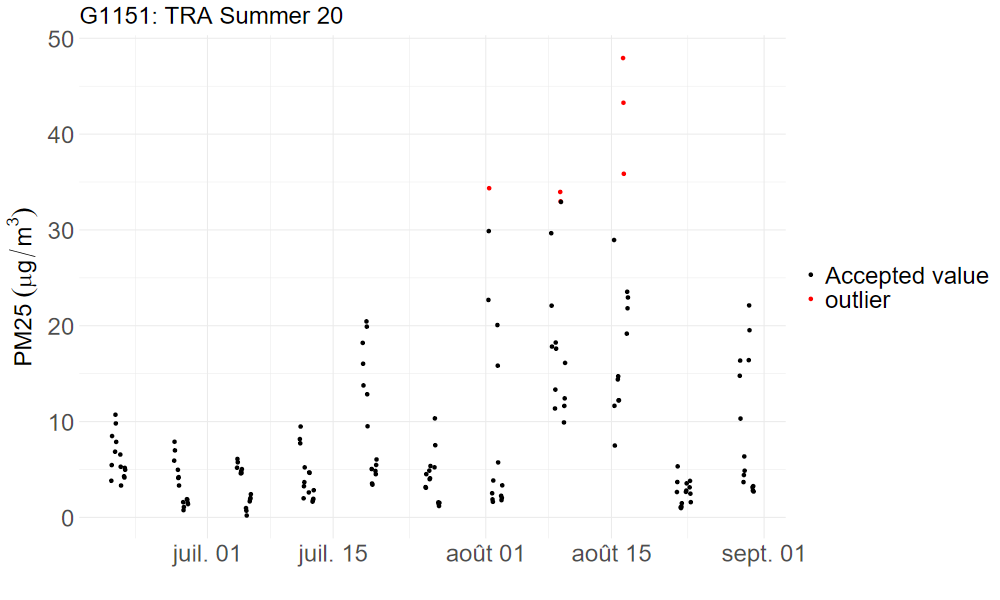 G1151: TRA Summer 20
50
40
30
20
10
0
PM25 (μg/m³)
juil. 01
juil. 15
août 01
août 15
sept. 01
Accepted value
outlier